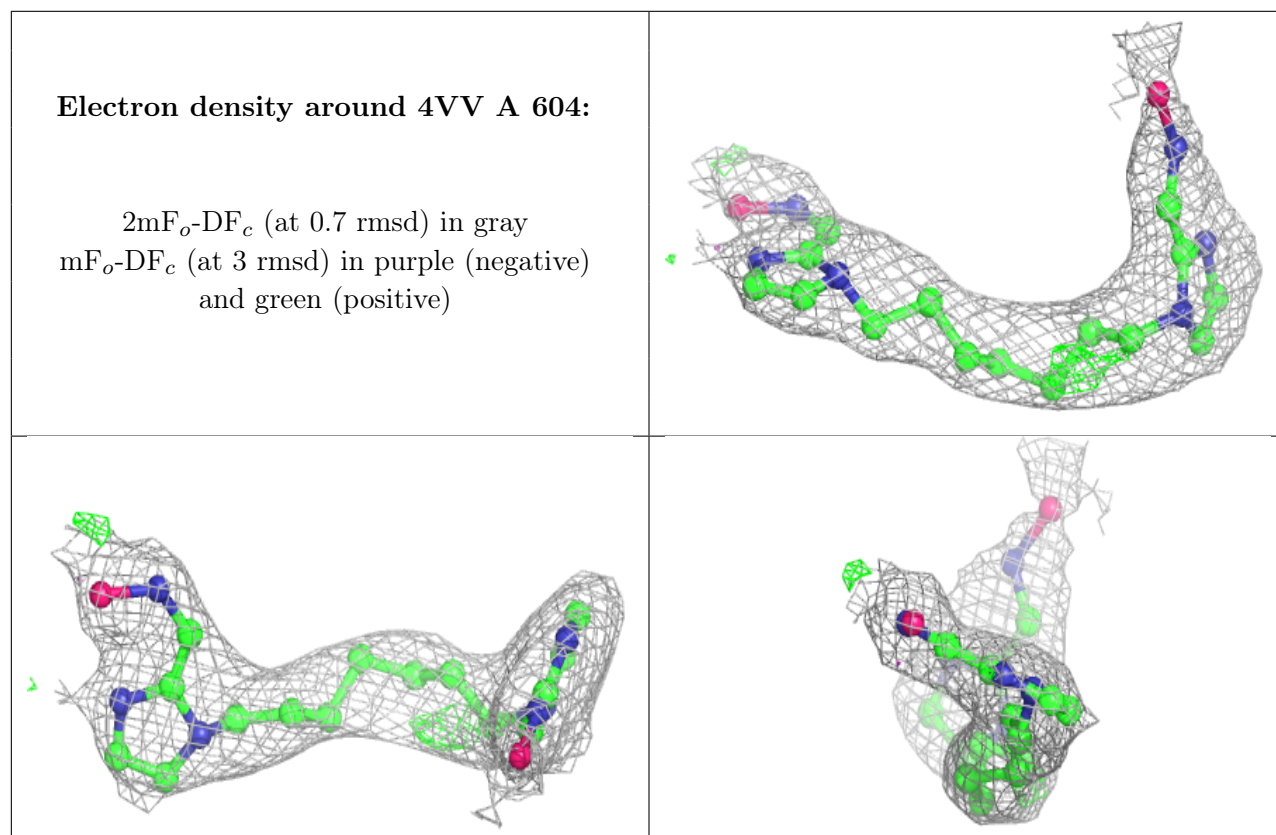 Electron density around 4VV A 604:
2mFₒ-DF𝒸 (at 0.7 rmsd) in gray
mFₒ-DF𝒸 (at 3 rmsd) in purple (negative)
and green (positive)